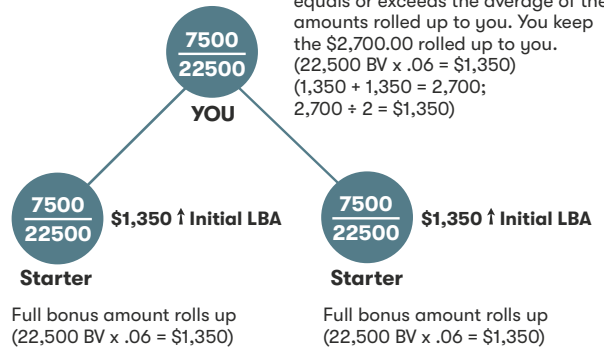 equals or exceeds the average of the
amounts rolled up to you. You keep
the $2,700.00 rolled up to you.
(22,500 BV x .06 = $1,350)
(1,350 + 1,350 = 2,700;
2,700 ÷ 2 = $1,350)
7500
22500
YOU
7500
22500
$1,350 ↑ Initial LBA
Starter
Full bonus amount rolls up
(22,500 BV x .06 = $1,350)
7500
22500
$1,350 ↑ Initial LBA
Starter
Full bonus amount rolls up
(22,500 BV x .06 = $1,350)